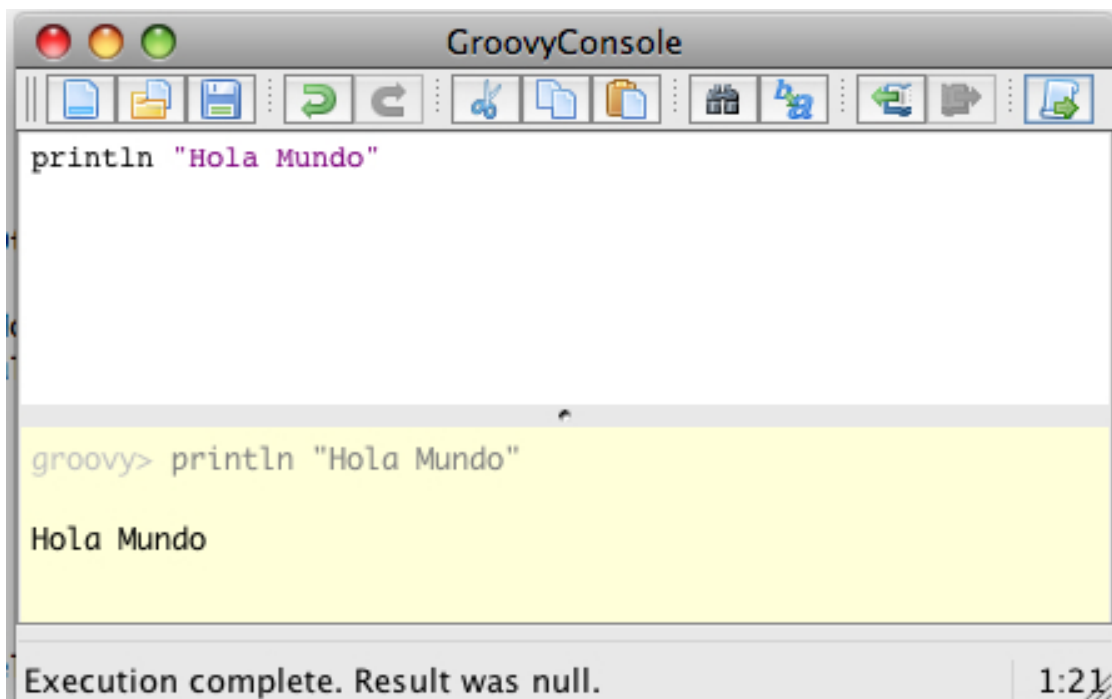 GroovyConsole
println "Hola Mundo"
groovy> println "Hola Mundo"
Hola Mundo
Execution complete. Result was null.
1:21